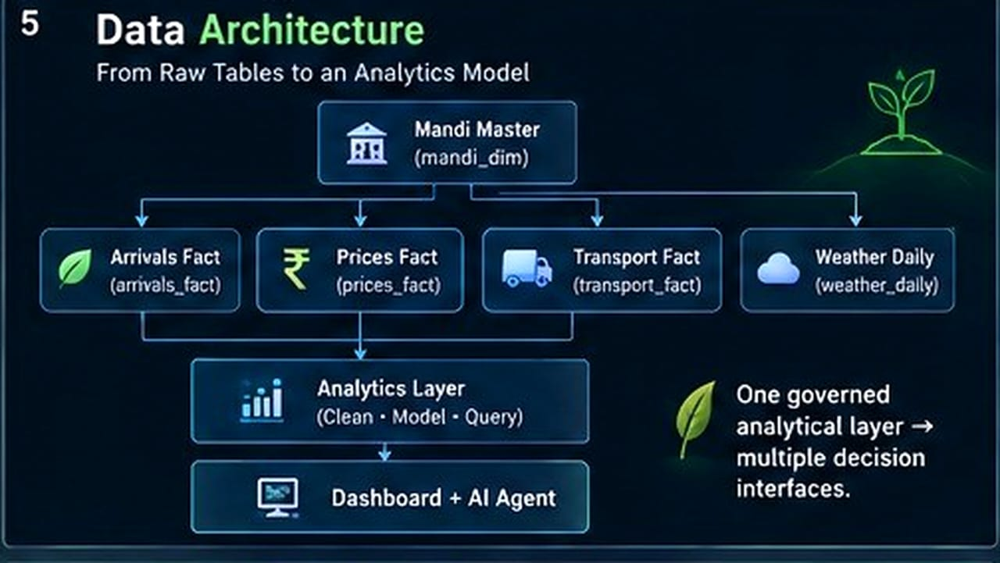 5
Data Architecture
From Raw Tables to an Analytics Model
Mandi Master
(mandi_dim)
Arrivals Fact
(arrivals_fact)
Prices Fact
(prices_fact)
Transport Fact
(transport_fact)
Weather Daily
(weather_daily)
Analytics Layer
(Clean • Model • Query)
Dashboard + AI Agent
One governed
analytical layer →
multiple decision
interfaces.